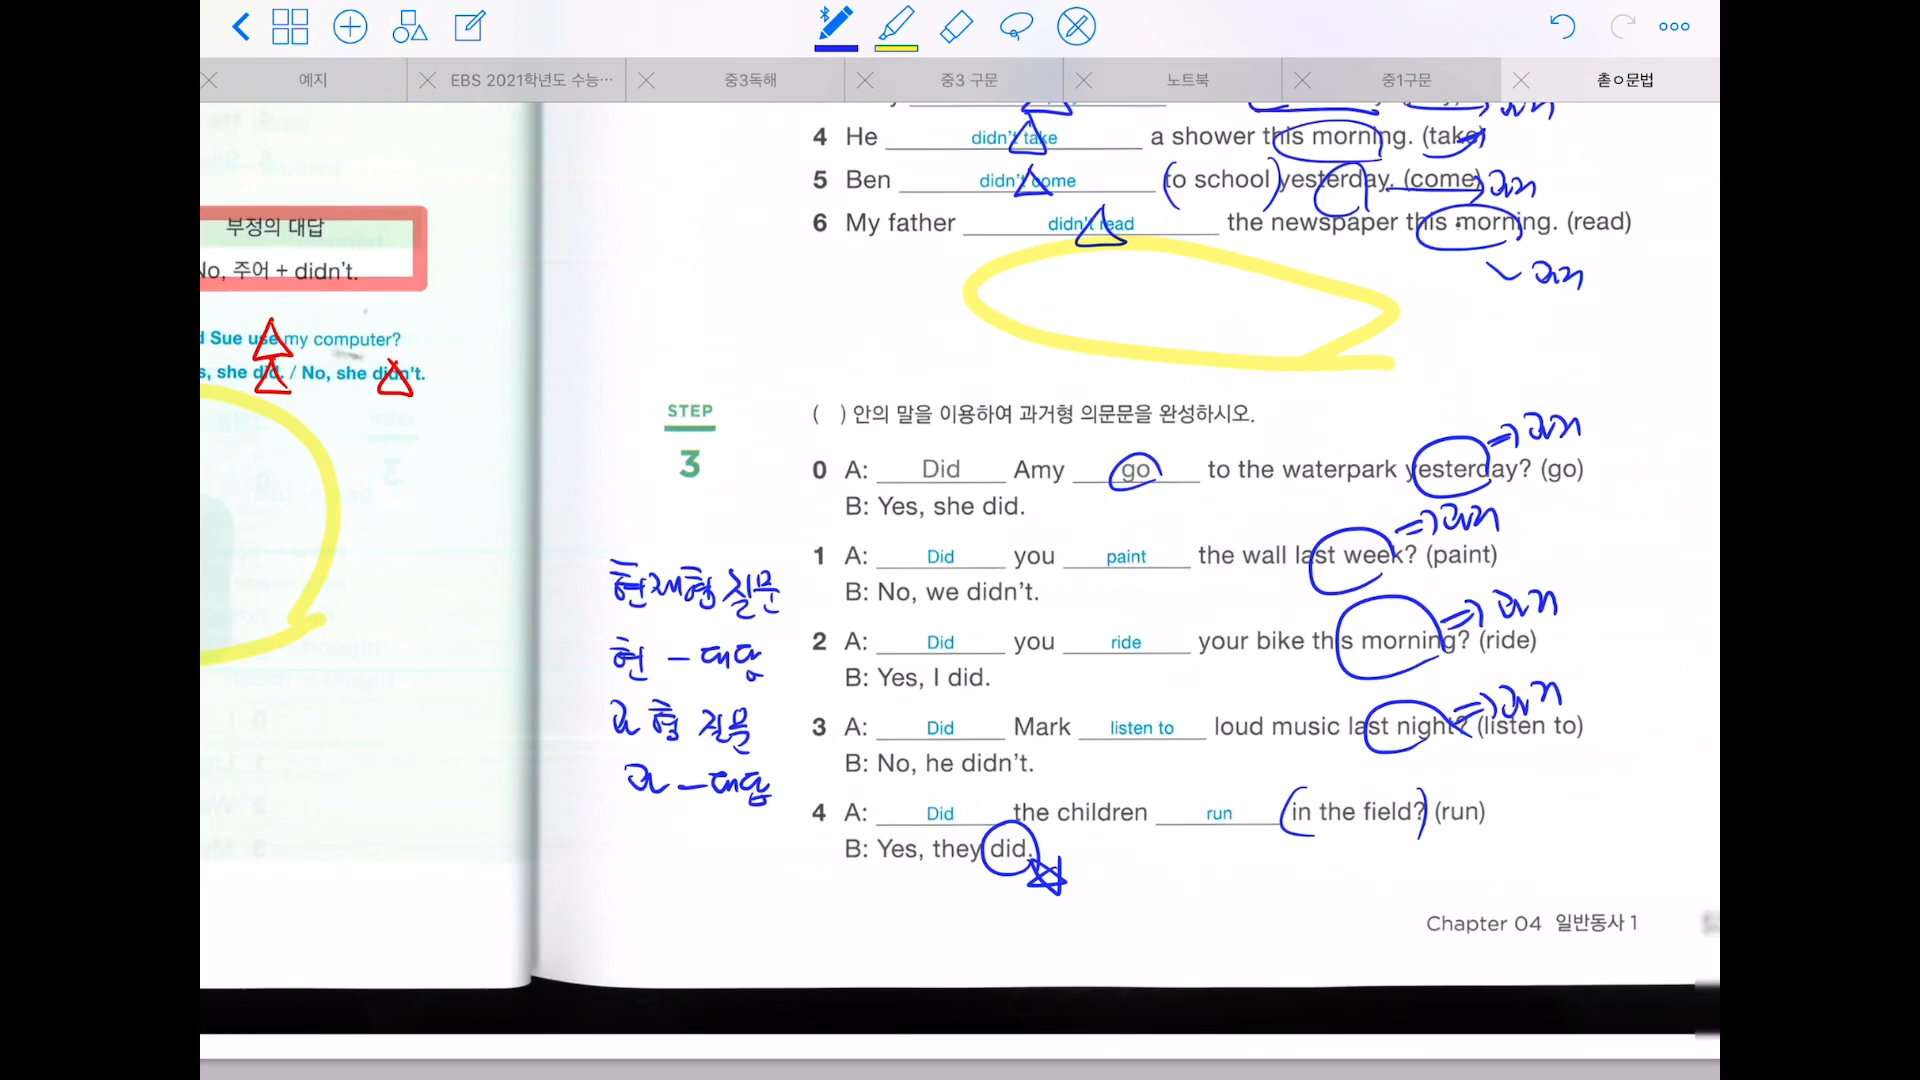 예지
EBS 2021학년도 수능…
중3독해
중3 구문
노트북
중1구문
촏ㅇ문법
부정의 대답
No, 주어 + didn't.
Sue use my computer?
she did. / No, she didn't.
4 He didn't take a shower this morning. (take)
5 Ben didn't come to school yesterday. (come) 과거
6 My father didn't read the newspaper this morning. (read)
과거
STEP
3
( ) 안의 말을 이용하여 과거형 의문문을 완성하시오.
0 A: Did Amy go to the waterpark yesterday? (go) ⇒ 과거
B: Yes, she did.
1 A: Did you paint the wall last week? (paint) ⇒ 과거
B: No, we didn't.
2 A: Did you ride your bike this morning? (ride) ⇒ 과거
B: Yes, I did.
3 A: Did Mark listen to loud music last night? (listen to) ⇒ 과거
B: No, he didn't.
4 A: Did the children run in the field? (run)
B: Yes, they did.
현재형 질문
현 - 대답
과형 질문
과 - 대답
Chapter 04 일반동사 1